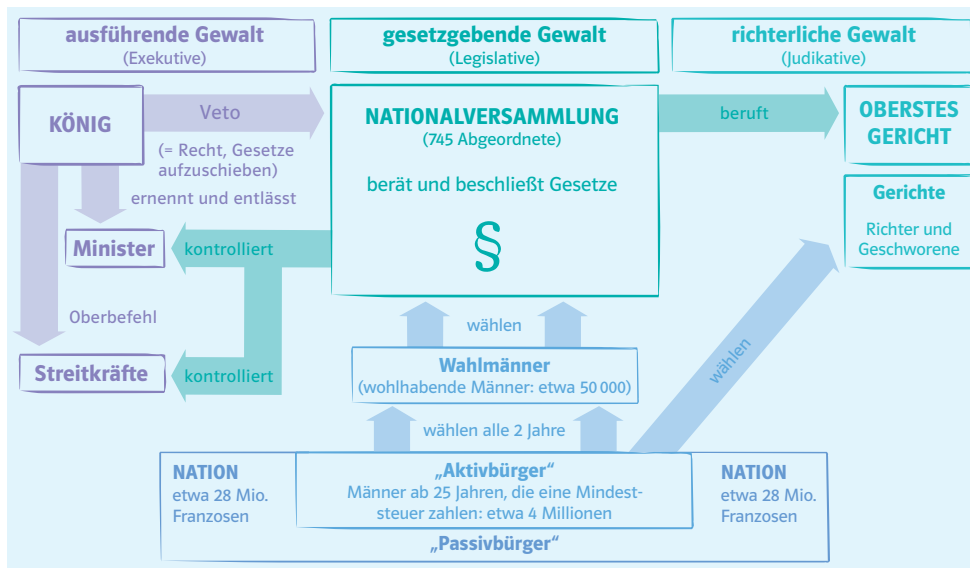 ausführende Gewalt
(Exekutive)
gesetzgebende Gewalt
(Legislative)
richterliche Gewalt
(Judikative)
KÖNIG
Veto
(= Recht, Gesetze
aufzuschieben)
ernennt und entlässt
NATIONALVERSAMMLUNG
(745 Abgeordnete)
berät und beschließt Gesetze
§
beruft
OBERSTES
GERICHT
Gerichte
Richter und
Geschworene
Minister
kontrolliert
Oberbefehl
Streitkräfte
kontrolliert
wählen
Wahlmänner
(wohlhabende Männer: etwa 50 000)
wählen
wählen alle 2 Jahre
NATION
etwa 28 Mio.
Franzosen
„Aktivbürger“
Männer ab 25 Jahren, die eine Mindest-
steuer zahlen: etwa 4 Millionen
NATION
etwa 28 Mio.
Franzosen
„Passivbürger“